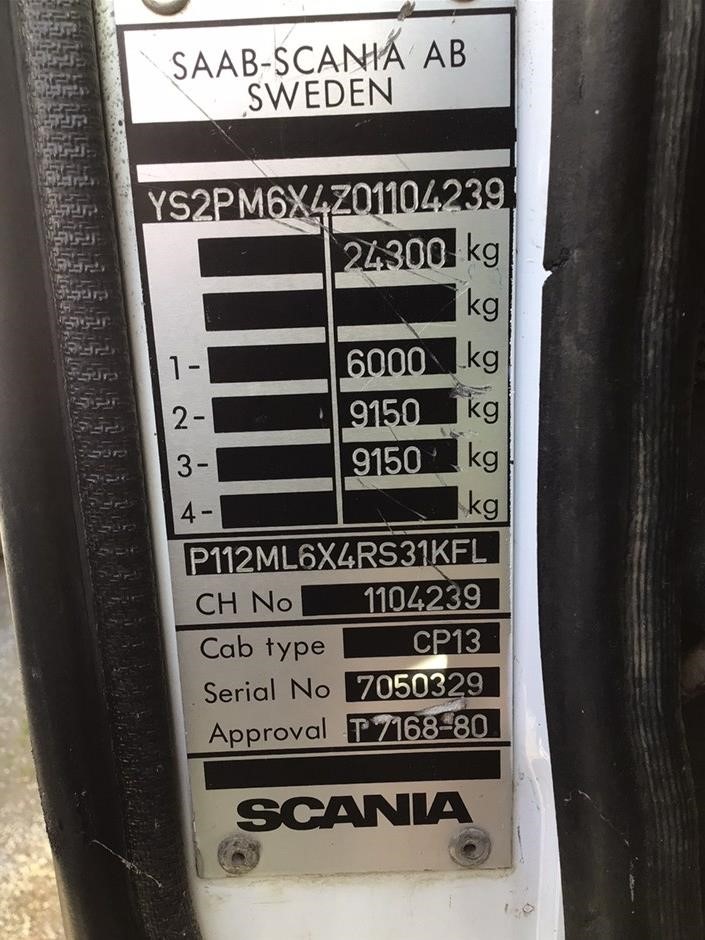 SAAB-SCANIA AB
SWEDEN
YS2PM6X4Z01104239
24300 kg
kg
1- 6000 kg
2- 9150 kg
3- 9150 kg
4- kg
P112ML6X4RS31KFL
CH No 1104239
Cab type CP13
Serial No 7050329
Approval T 7168-80
SCANIA